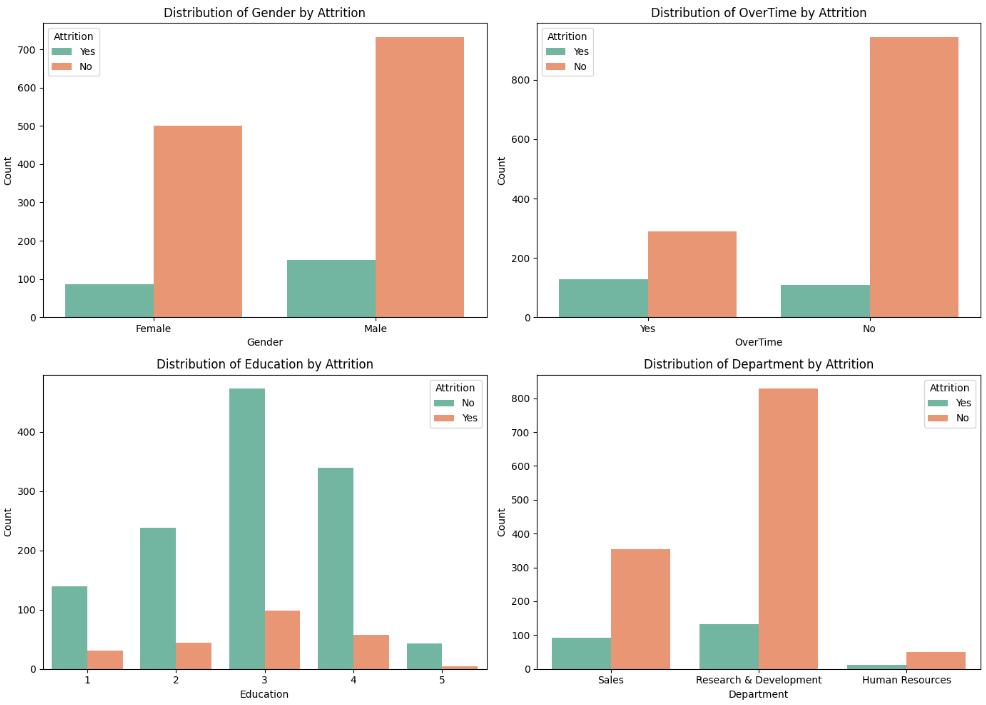 Distribution of Gender by Attrition
Attrition
Yes
No
700
600
500
400
300
200
100
0
Count
Female
Male
Gender
Distribution of OverTime by Attrition
Attrition
Yes
No
800
600
400
200
0
Count
Yes
No
OverTime
Distribution of Education by Attrition
Attrition
No
Yes
400
300
200
100
0
Count
1
2
3
4
5
Education
Distribution of Department by Attrition
Attrition
Yes
No
800
700
600
500
400
300
200
100
0
Count
Sales
Research & Development
Human Resources
Department